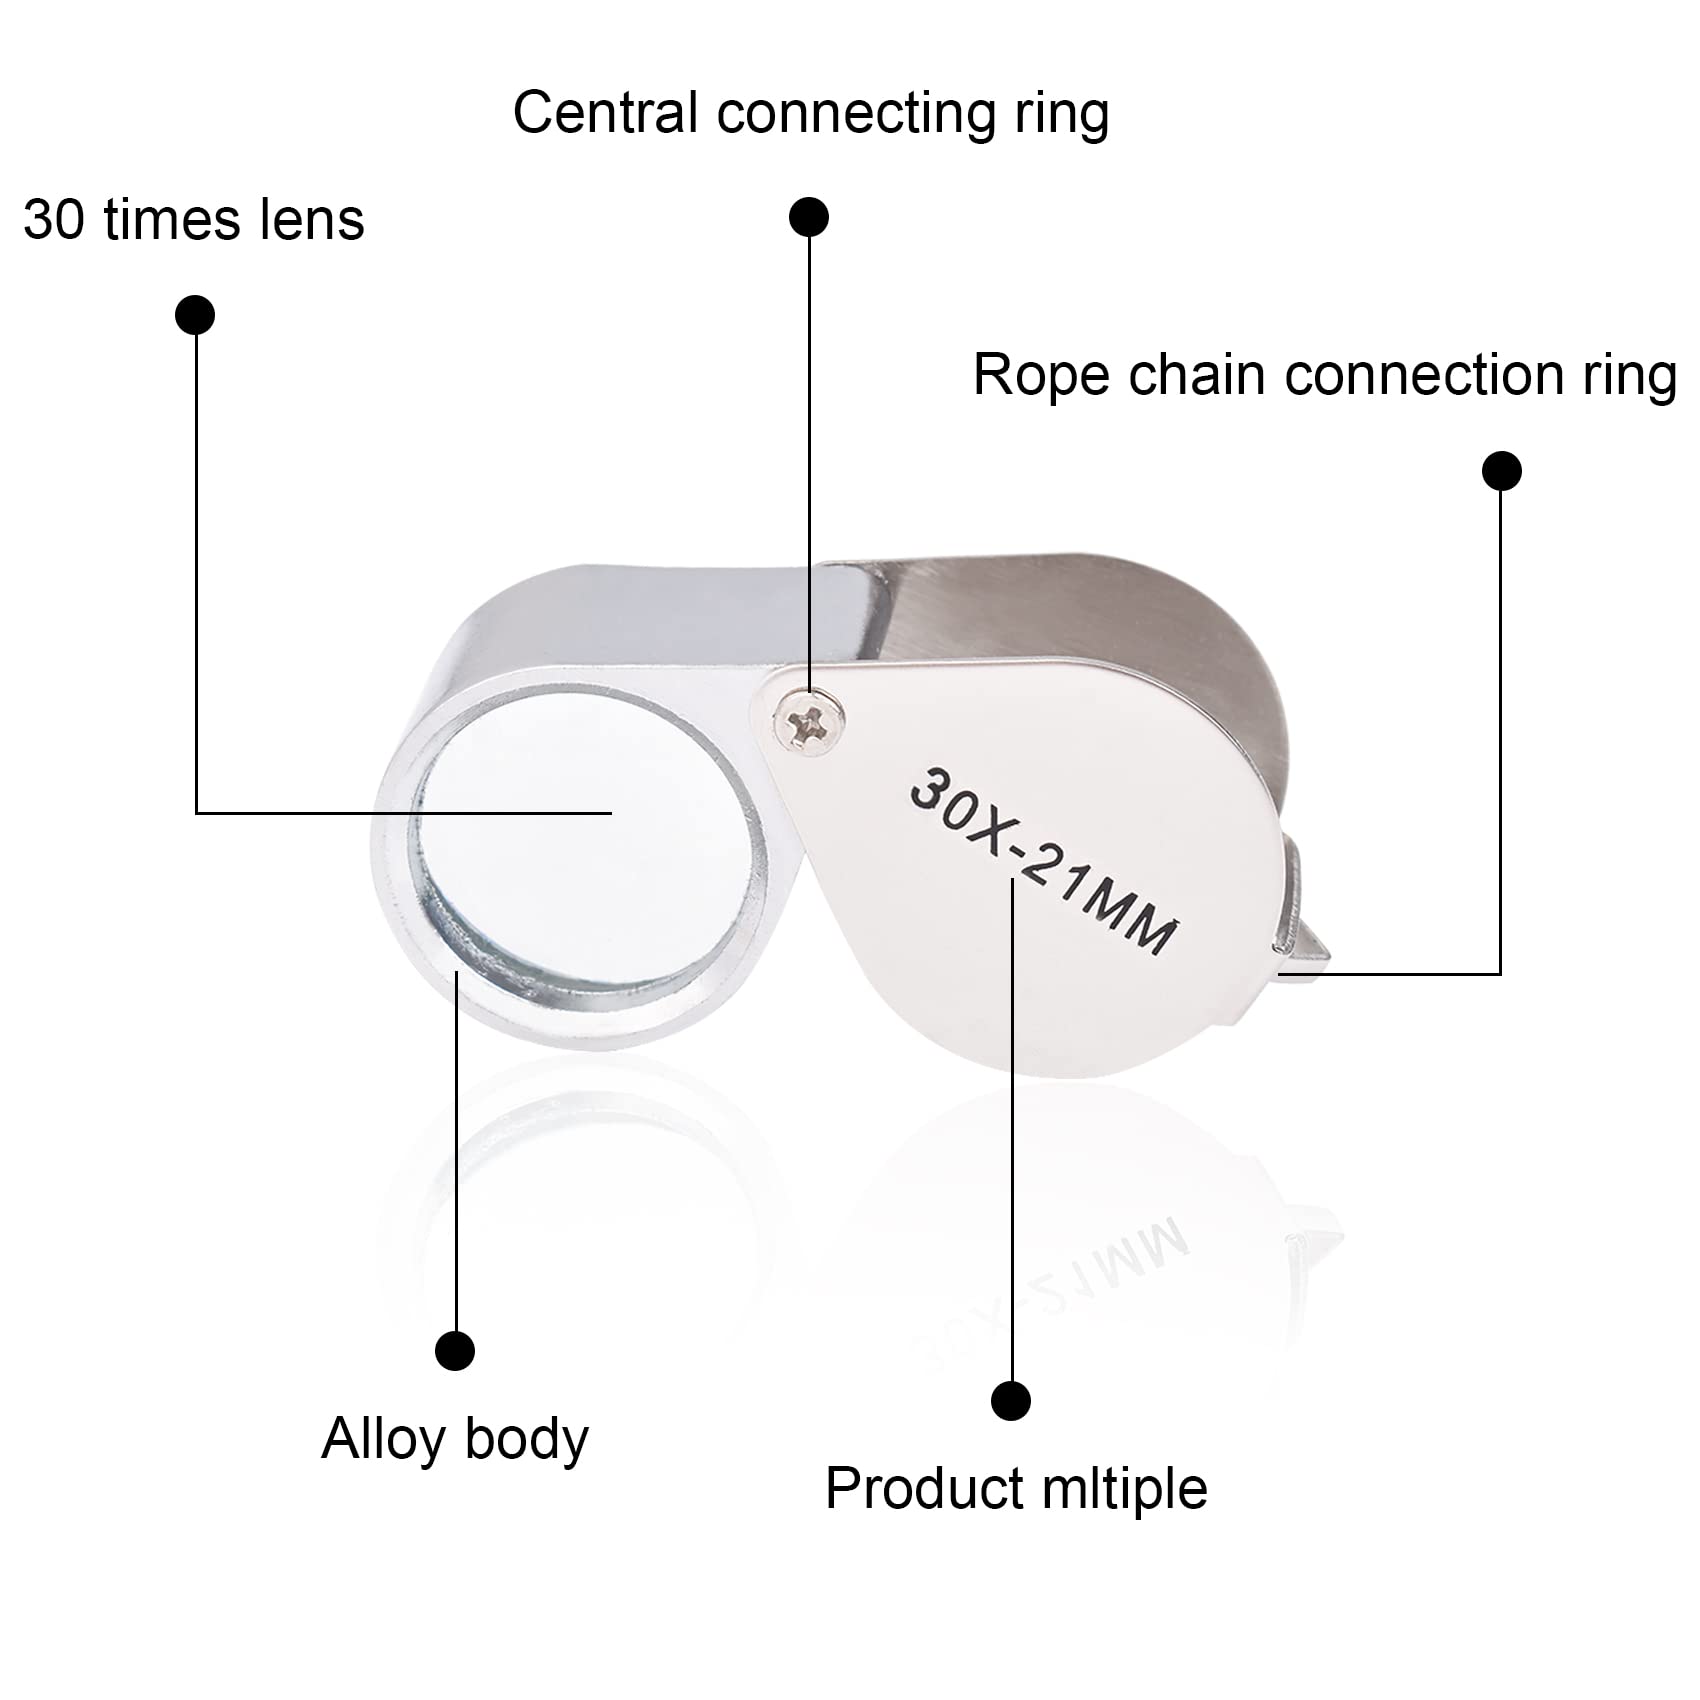 Central connecting ring
30 times lens
Rope chain connection ring
30X-21MM
Alloy body
Product mltiple